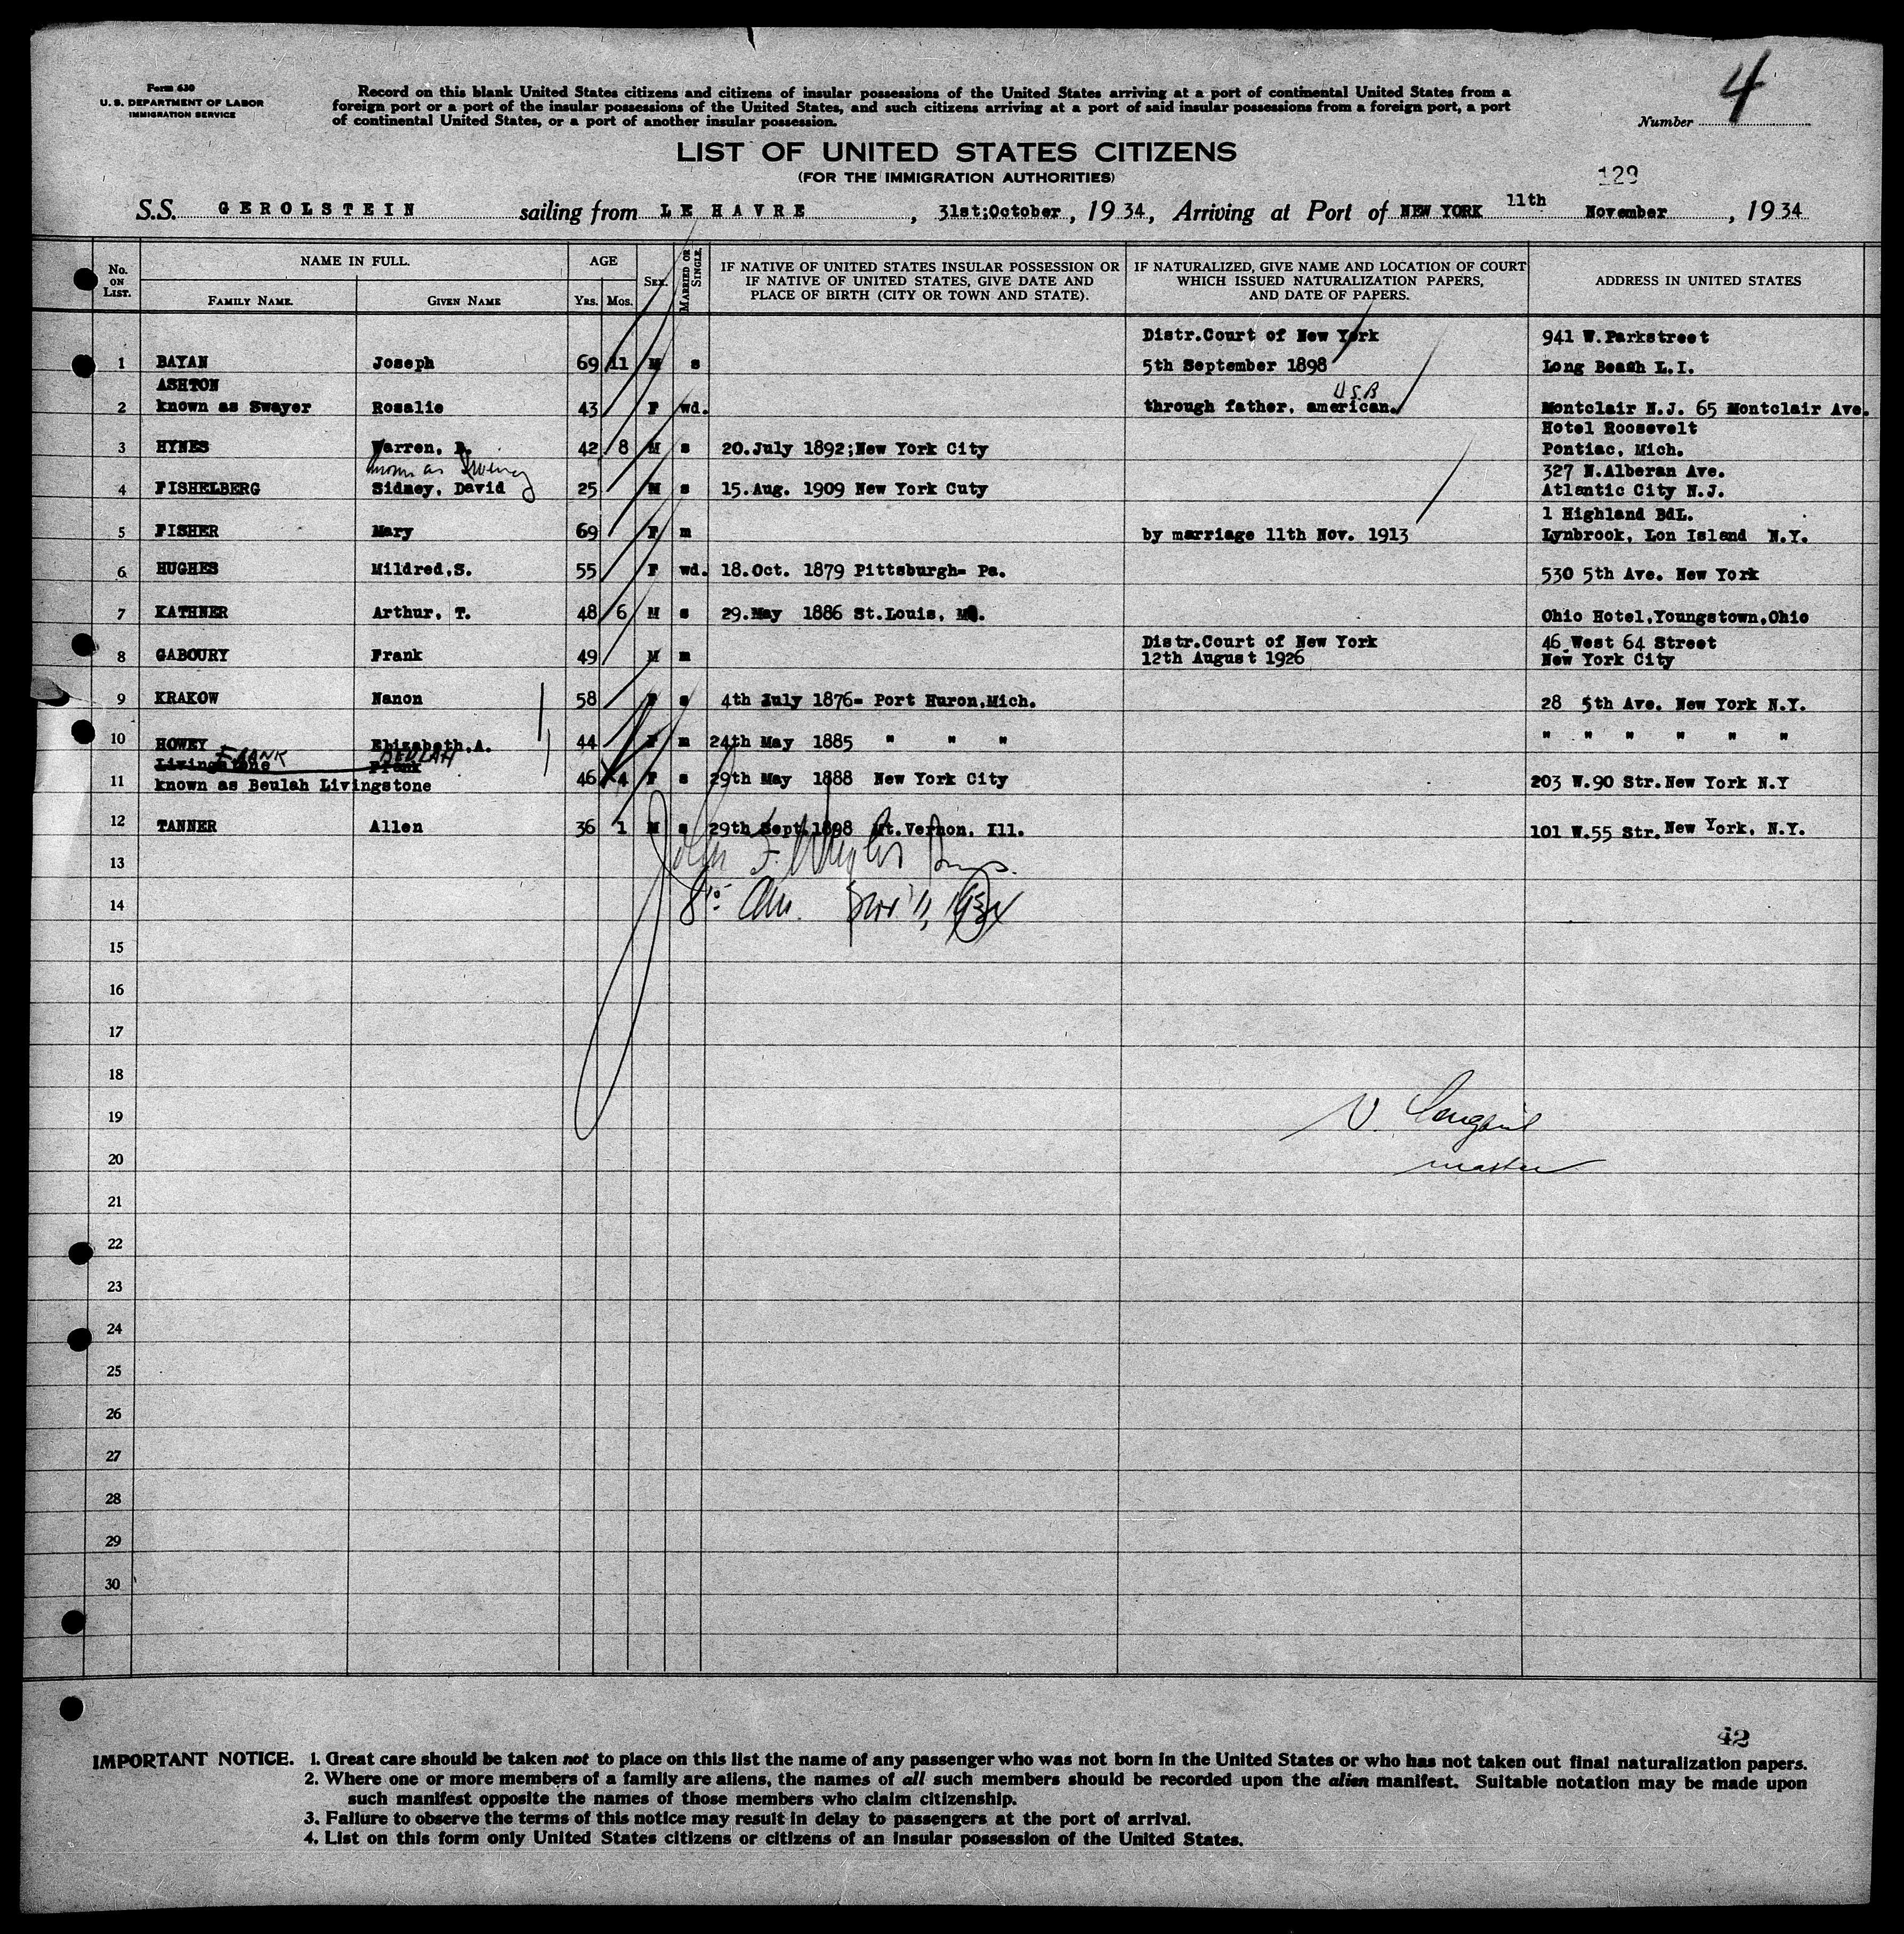 Form 630
U. S. DEPARTMENT OF LABOR
IMMIGRATION SERVICE
Record on this blank United States citizens and citizens of insular possessions of the United States arriving at a port of continental United States from a
foreign port or a port of the insular possessions of the United States, and such citizens arriving at a port of said insular possessions from a foreign port, a port
of continental United States, or a port of another insular possession.
Number 4
LIST OF UNITED STATES CITIZENS
(FOR THE IMMIGRATION AUTHORITIES)
129
S.S. GEROLSTEIN sailing from LE HAVRE, 31st;October, 1934, Arriving at Port of NEW YORK 11th November, 1934
No. ON LIST. NAME IN FULL. AGE SEX. MARRIED OR SINGLE. IF NATIVE OF UNITED STATES INSULAR POSSESSION OR IF NATIVE OF UNITED STATES, GIVE DATE AND PLACE OF BIRTH (CITY OR TOWN AND STATE). IF NATURALIZED, GIVE NAME AND LOCATION OF COURT WHICH ISSUED NATURALIZATION PAPERS, AND DATE OF PAPERS. ADDRESS IN UNITED STATES
FAMILY NAME. GIVEN NAME YRS. MOS.
Distr.Court of New York 941 W.Parkstreet
1 BAYAN Joseph 69 11 M s 5th September 1898 Long Beach L.I.
ASHTON USB
2 known as Swayer Rosalie 43 F wd. through father, american. Montclair N.J. 65 Montclair Ave.
Hotel Roosevelt
3 HYNES Warren, D. 42 8 M s 20.July 1892;New York City Pontiac, Mich.
known as 327 N.Alberan Ave.
4 FISHELBERG Sidney, David 25 M s 15.Aug. 1909 New York Cuty Atlantic City N.J.
1 Highland BdL.
5 FISHER Mary 69 F m by marriage 11th Nov. 1913 Lynbrook, Lon Island N.Y.
6 HUGHES Mildred,S. 55 F wd. 18.Oct. 1879 Pittsburgh- Pa. 530 5th Ave. New York
7 KATHNER Arthur, T. 48 6 M s 29.May 1886 St.Louis, Mo. Ohio Hotel,Youngstown,Ohio
Distr.Court of New York 46 West 64 Street
8 GABOURY Frank 49 M m 12th August 1926 New York City
9 KRAKOW Nanon 58 F s 4th July 1876- Port Huron,Mich. 28 5th Ave. New York N.Y.
10 HOWEY Elizabeth,A. 44 F m 24th May 1885 " " " " " " " " "
FRANK BEULAH
Livingstone Frank
11 known as Beulah Livingstone 46 4 F s 29th May 1888 New York City 203 W.90 Str.New York N.Y
12 TANNER Allen 36 1 M s 29th Sept.1898 Mt.Vernon, Ill. 101 W.55 Str.New York, N.Y.
13
14
15
16
17
18
19
master
20
21
22
23
24
25
26
27
28
29
30
42
IMPORTANT NOTICE. 1. Great care should be taken not to place on this list the name of any passenger who was not born in the United States or who has not taken out final naturalization papers.
2. Where one or more members of a family are aliens, the names of all such members should be recorded upon the alien manifest. Suitable notation may be made upon
such manifest opposite the names of those members who claim citizenship.
3. Failure to observe the terms of this notice may result in delay to passengers at the port of arrival.
4. List on this form only United States citizens or citizens of an insular possession of the United States.